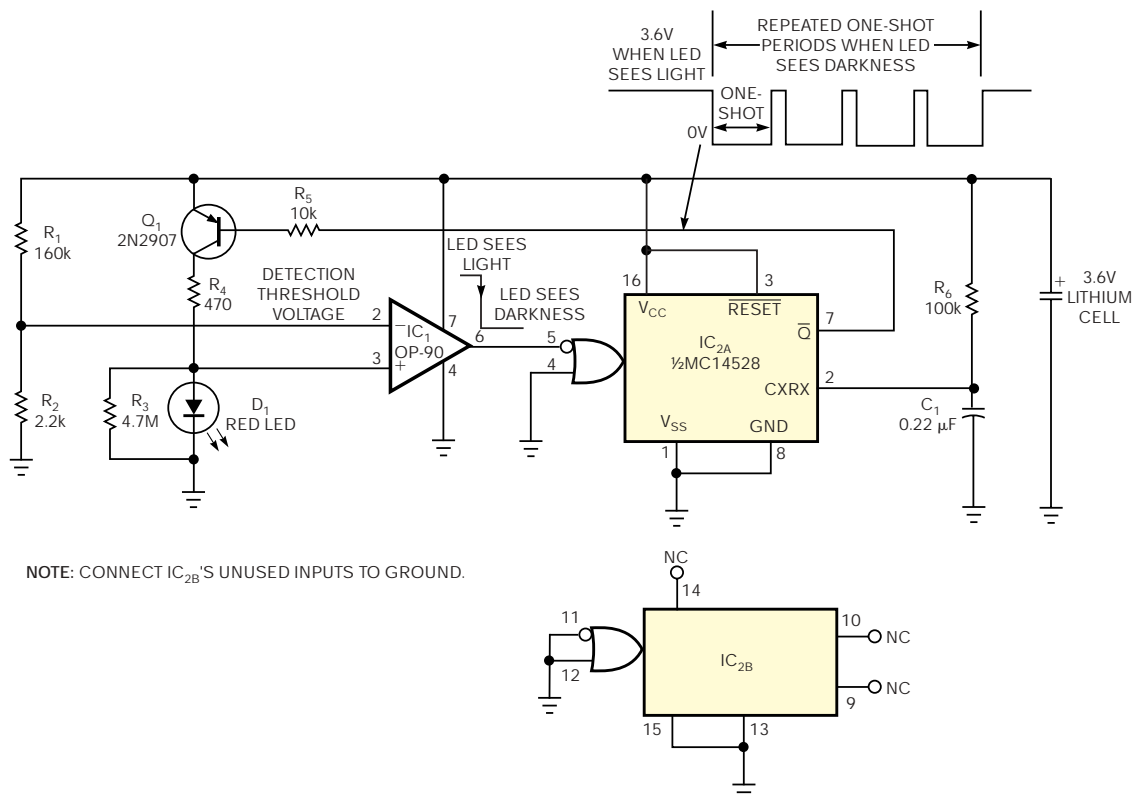 3.6V
WHEN LED
SEES LIGHT
REPEATED ONE-SHOT
PERIODS WHEN LED
SEES DARKNESS
ONE-
SHOT
0V
R1
160k
Q1
2N2907
R5
10k
R4
470
DETECTION
THRESHOLD
VOLTAGE
LED SEES
LIGHT
LED SEES
DARKNESS
2
−
IC1
OP-90
3
+
7
6
4
5
4
16
3
VCC
RESET
IC2A
½MC14528
Q
7
CXRX
2
VSS
GND
1
8
R6
100k
C1
0.22 µF
+
3.6V
LITHIUM
CELL
R2
2.2k
R3
4.7M
D1
RED LED
NOTE: CONNECT IC2B'S UNUSED INPUTS TO GROUND.
NC
14
11
12
IC2B
10
NC
9
NC
15
13